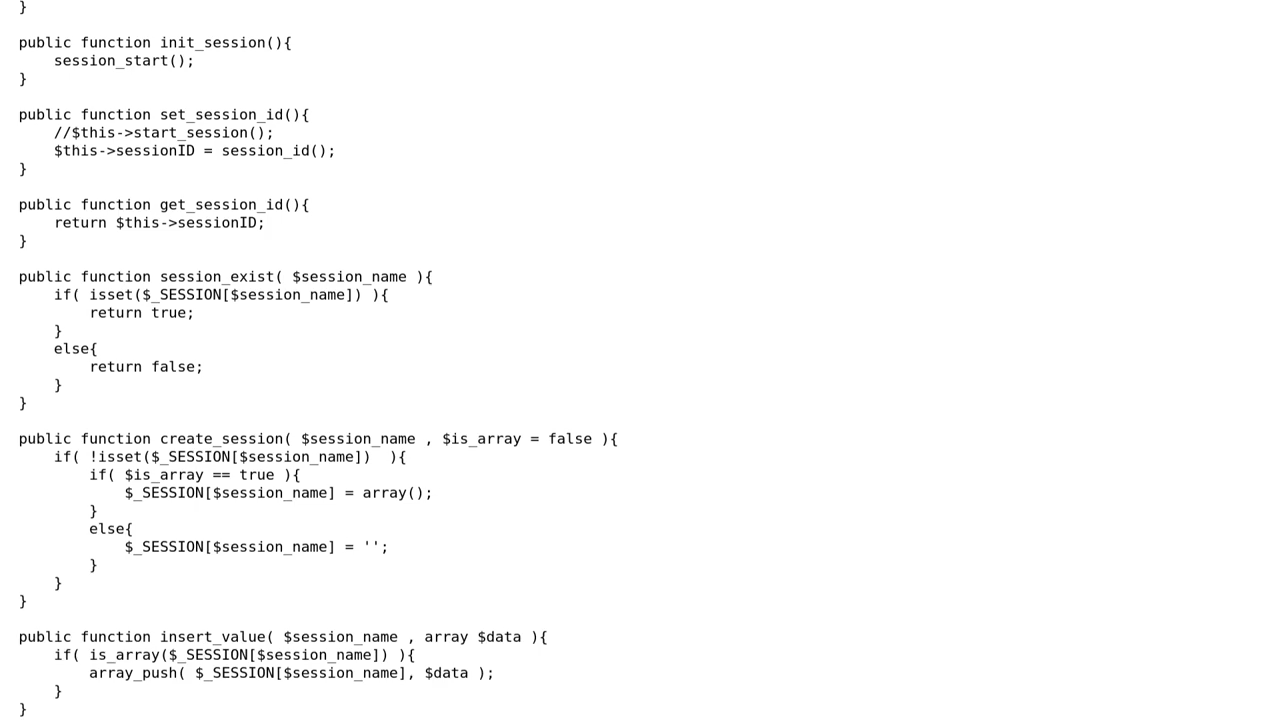 }
public function init_session(){
    session_start();
}
public function set_session_id(){
    //$this->start_session();
    $this->sessionID = session_id();
}
public function get_session_id(){
    return $this->sessionID;
}
public function session_exist( $session_name ){
    if( isset($_SESSION[$session_name]) ){
        return true;
    }
    else{
        return false;
    }
}
public function create_session( $session_name , $is_array = false ){
    if( !isset($_SESSION[$session_name])  ){
        if( $is_array == true ){
            $_SESSION[$session_name] = array();
        }
        else{
            $_SESSION[$session_name] = '';
        }
    }
}
public function insert_value( $session_name , array $data ){
    if( is_array($_SESSION[$session_name]) ){
        array_push( $_SESSION[$session_name], $data );
    }
}